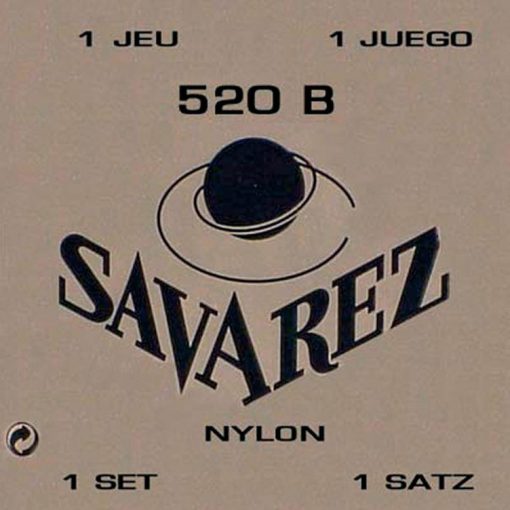 1 JEU 1 JUEGO
520 B
SAVAREZ
NYLON
1 SET 1 SATZ